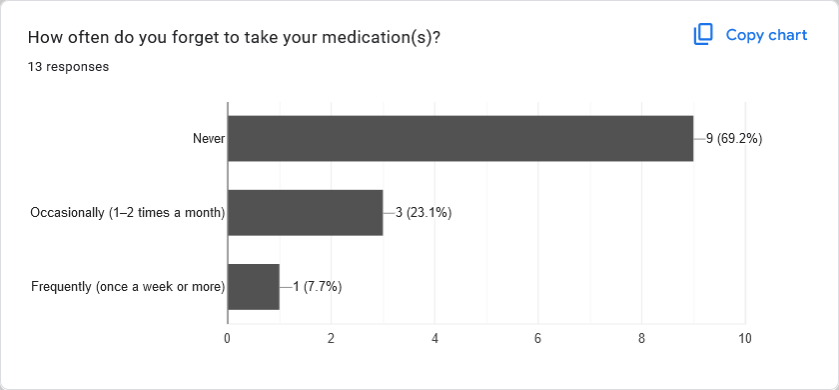 How often do you forget to take your medication(s)?
Copy chart
13 responses
Never
9 (69.2%)
Occasionally (1–2 times a month)
3 (23.1%)
Frequently (once a week or more)
1 (7.7%)
0 2 4 6 8 10